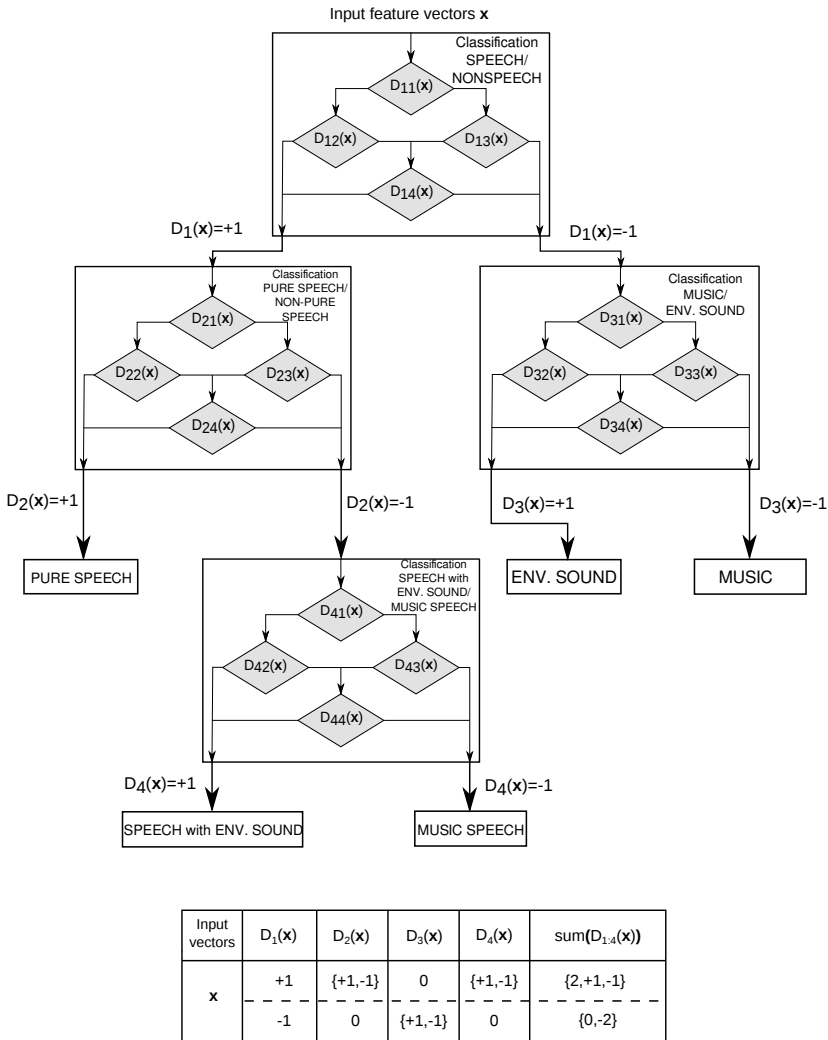 Input feature vectors x
Classification
SPEECH/
NONSPEECH
D11(x)
D12(x)
D13(x)
D14(x)
D1(x)=+1
D1(x)=-1
Classification
PURE SPEECH/
NON-PURE
SPEECH
D21(x)
D22(x)
D23(x)
D24(x)
Classification
MUSIC/
ENV. SOUND
D31(x)
D32(x)
D33(x)
D34(x)
D2(x)=+1
D2(x)=-1
D3(x)=+1
D3(x)=-1
PURE SPEECH
ENV. SOUND
MUSIC
Classification
SPEECH with
ENV. SOUND/
MUSIC SPEECH
D41(x)
D42(x)
D43(x)
D44(x)
D4(x)=+1
D4(x)=-1
SPEECH with ENV. SOUND
MUSIC SPEECH
Input vectors D1(x) D2(x) D3(x) D4(x) sum(D1:4(x))
x +1 {+1,-1} 0 {+1,-1} {2,+1,-1}
-1 0 {+1,-1} 0 {0,-2}